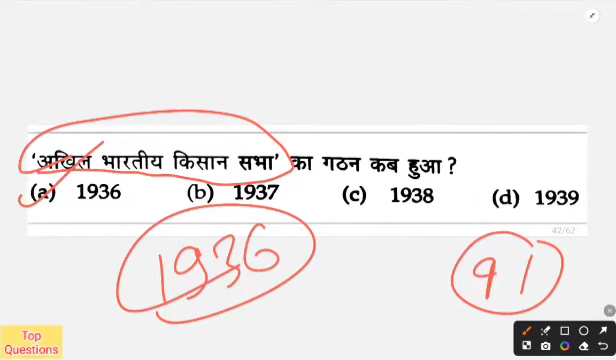 'अखिल भारतीय किसान सभा' का गठन कब हुआ ?
(a) 1936 (b) 1937 (c) 1938 (d) 1939
42/62
1936
91
Top
Questions